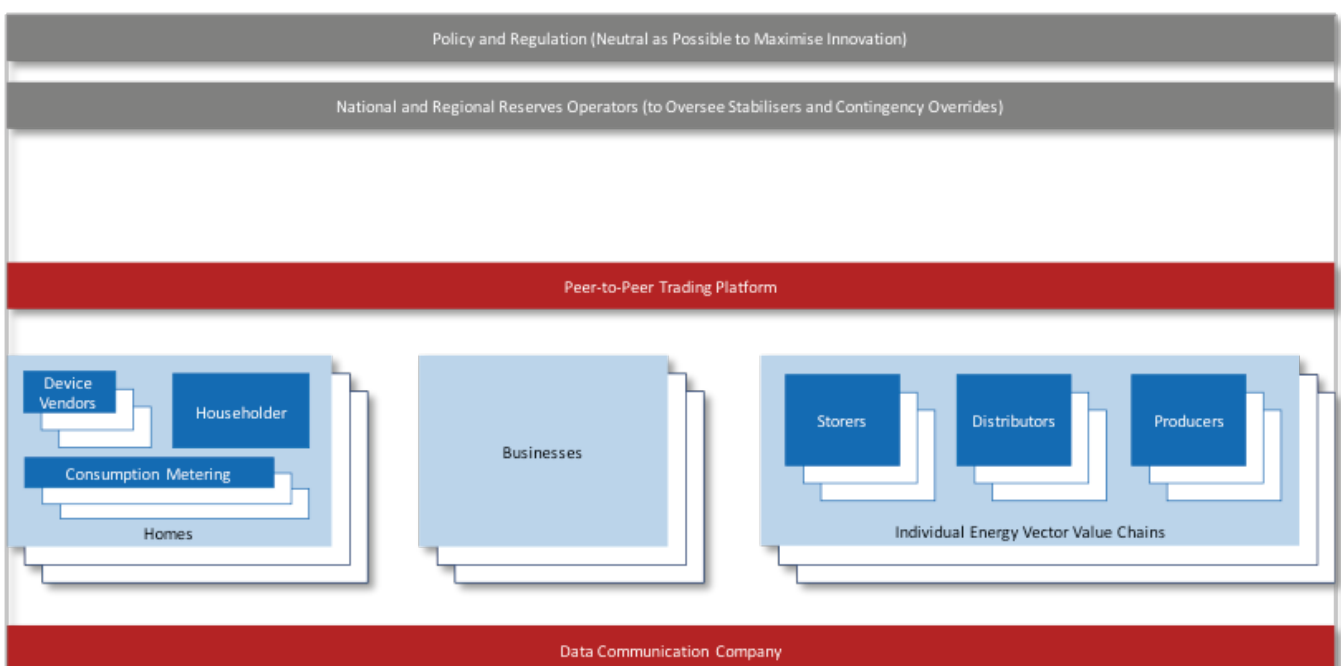 Policy and Regulation (Neutral as Possible to Maximise Innovation)
National and Regional Reserves Operators (to Oversee Stabilisers and Contingency Overrides)
Peer-to-Peer Trading Platform
Device
Vendors
Householder
Consumption Metering
Homes
Businesses
Storers
Distributors
Producers
Individual Energy Vector Value Chains
Data Communication Company